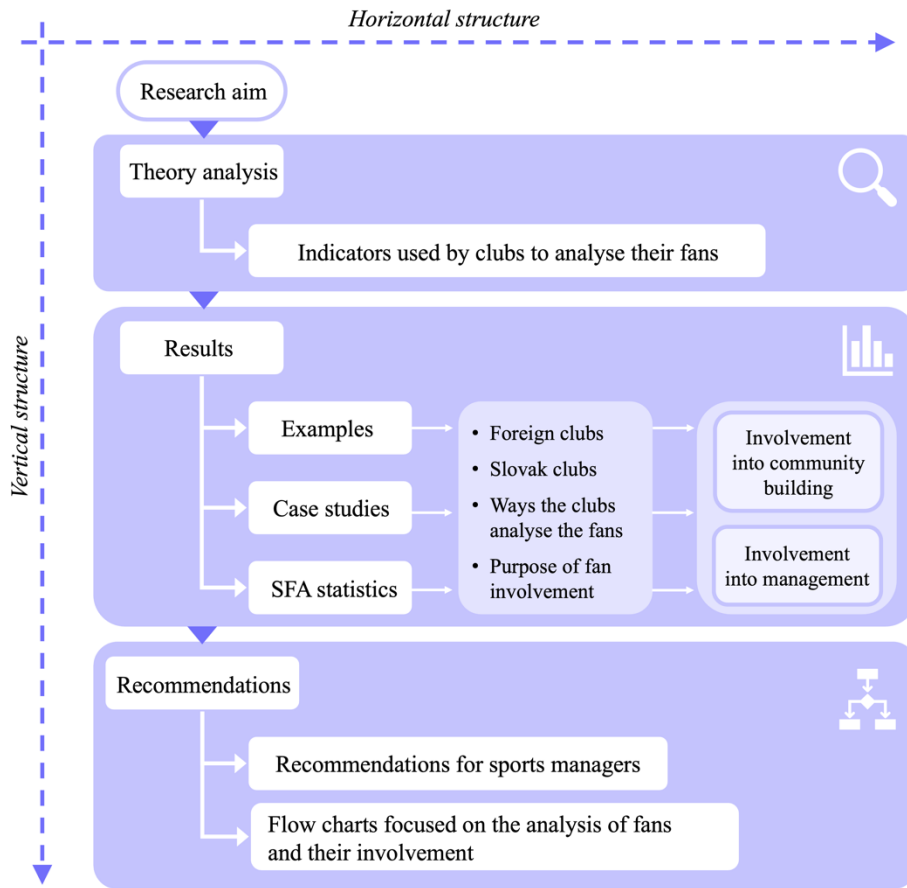 Horizontal structure
Vertical structure
Research aim
Theory analysis
Indicators used by clubs to analyse their fans
Results
Examples
Case studies
SFA statistics
• Foreign clubs
• Slovak clubs
• Ways the clubs
analyse the fans
• Purpose of fan
involvement
Involvement
into community
building
Involvement
into management
Recommendations
Recommendations for sports managers
Flow charts focused on the analysis of fans
and their involvement